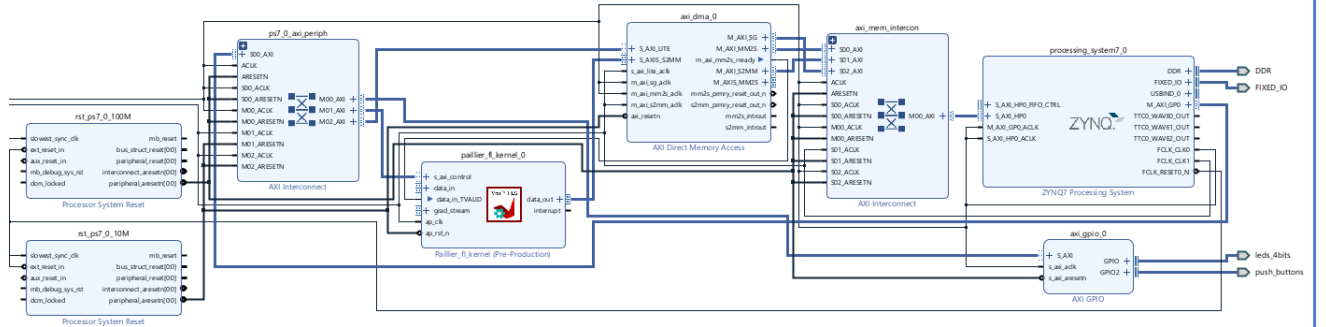 rst_ps7_0_100M
slowest_sync_clk
ext_reset_in
aux_reset_in
mb_debug_sys_rst
dcm_locked
mb_reset
bus_struct_reset[0:0]
peripheral_reset[0:0]
interconnect_aresetn[0:0]
peripheral_aresetn[0:0]
Processor System Reset
rst_ps7_0_10M
slowest_sync_clk
ext_reset_in
aux_reset_in
mb_debug_sys_rst
dcm_locked
mb_reset
bus_struct_reset[0:0]
peripheral_reset[0:0]
interconnect_aresetn[0:0]
peripheral_aresetn[0:0]
Processor System Reset
ps7_0_axi_periph
S00_AXI
ACLK
ARESETN
S00_ACLK
S00_ARESETN
M00_ACLK
M00_ARESETN
M01_ACLK
M01_ARESETN
M02_ACLK
M02_ARESETN
M00_AXI
M01_AXI
M02_AXI
AXI Interconnect
paillier_fl_kernel_0
s_axi_control
data_in
data_in_TVALID
grad_stream
ap_clk
ap_rst_n
data_out
interrupt
Paillier_fl_kernel (Pre-Production)
axi_dma_0
S_AXI_LITE
S_AXIS_S2MM
s_axi_lite_aclk
m_axi_sg_aclk
m_axi_mm2s_aclk
m_axi_s2mm_aclk
axi_resetn
M_AXI_SG
M_AXI_MM2S
m_axi_mm2s_rready
M_AXI_S2MM
M_AXIS_MM2S
mm2s_prmry_reset_out_n
s2mm_prmry_reset_out_n
mm2s_introut
s2mm_introut
AXI Direct Memory Access
axi_mem_intercon
S00_AXI
S01_AXI
S02_AXI
ACLK
ARESETN
S00_ACLK
S00_ARESETN
M00_ACLK
M00_ARESETN
S01_ACLK
S01_ARESETN
S02_ACLK
S02_ARESETN
M00_AXI
AXI Interconnect
processing_system7_0
S_AXI_HP0_FIFO_CTRL
S_AXI_HP0
M_AXI_GP0_ACLK
S_AXI_HP0_ACLK
ZYNQ
DDR
FIXED_IO
USBIND_0
M_AXI_GP0
TTC0_WAVE0_OUT
TTC0_WAVE1_OUT
TTC0_WAVE2_OUT
FCLK_CLK0
FCLK_CLK1
FCLK_RESET0_N
ZYNQ7 Processing System
axi_gpio_0
S_AXI
s_axi_aclk
s_axi_aresetn
GPIO
GPIO2
AXI GPIO
DDR
FIXED_IO
leds_4bits
push_buttons